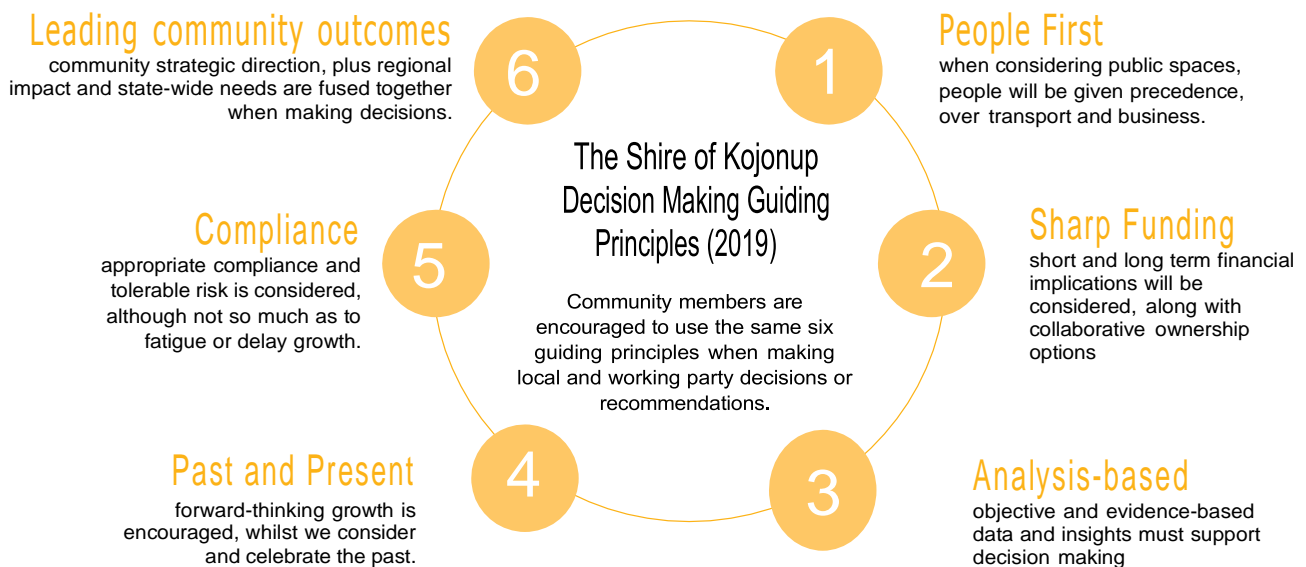 The Shire of Kojonup
Decision Making Guiding
Principles (2019)
Community members are
encouraged to use the same six
guiding principles when making
local and working party decisions or
recommendations.
1
People First
when considering public spaces,
people will be given precedence,
over transport and business.
2
Sharp Funding
short and long term financial
implications will be
considered, along with
collaborative ownership
options
3
Analysis-based
objective and evidence-based
data and insights must support
decision making
4
Past and Present
forward-thinking growth is
encouraged, whilst we consider
and celebrate the past.
5
Compliance
appropriate compliance and
tolerable risk is considered,
although not so much as to
fatigue or delay growth.
6
Leading community outcomes
community strategic direction, plus regional
impact and state-wide needs are fused together
when making decisions.